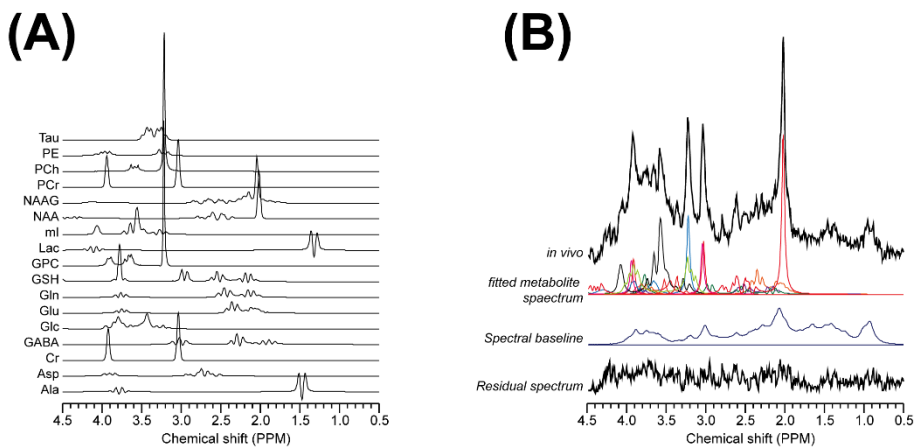 (A)
Tau
PE
PCh
PCr
NAAG
NAA
mI
Lac
GPC
GSH
Gln
Glu
Glc
GABA
Cr
Asp
Ala
4.5 4.0 3.5 3.0 2.5 2.0 1.5 1.0 0.5
Chemical shift (PPM)
(B)
in vivo
fitted metabolite
spaectrum
Spectral baseline
Residual spectrum
4.5 4.0 3.5 3.0 2.5 2.0 1.5 1.0 0.5
Chemical shift (PPM)